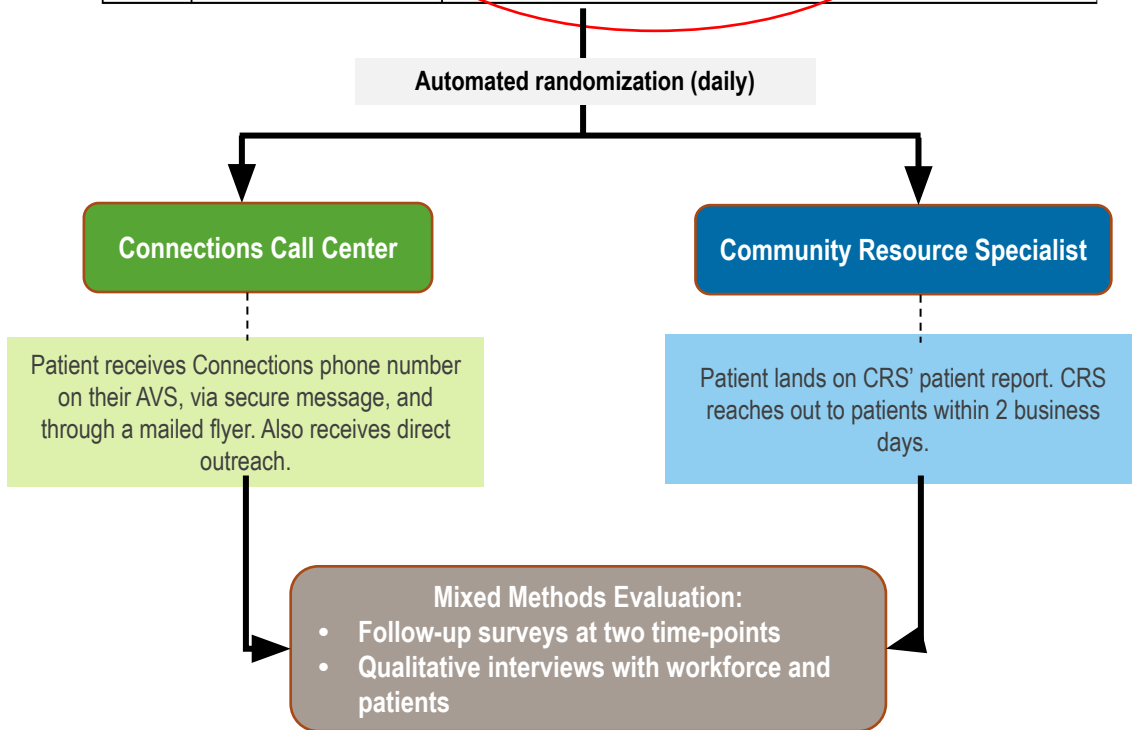 Automated randomization (daily)
Connections Call Center
Community Resource Specialist
Patient receives Connections phone number
on their AVS, via secure message, and
through a mailed flyer. Also receives direct
outreach.
Patient lands on CRS’ patient report. CRS
reaches out to patients within 2 business
days.
Mixed Methods Evaluation:
• Follow-up surveys at two time-points
• Qualitative interviews with workforce and
patients